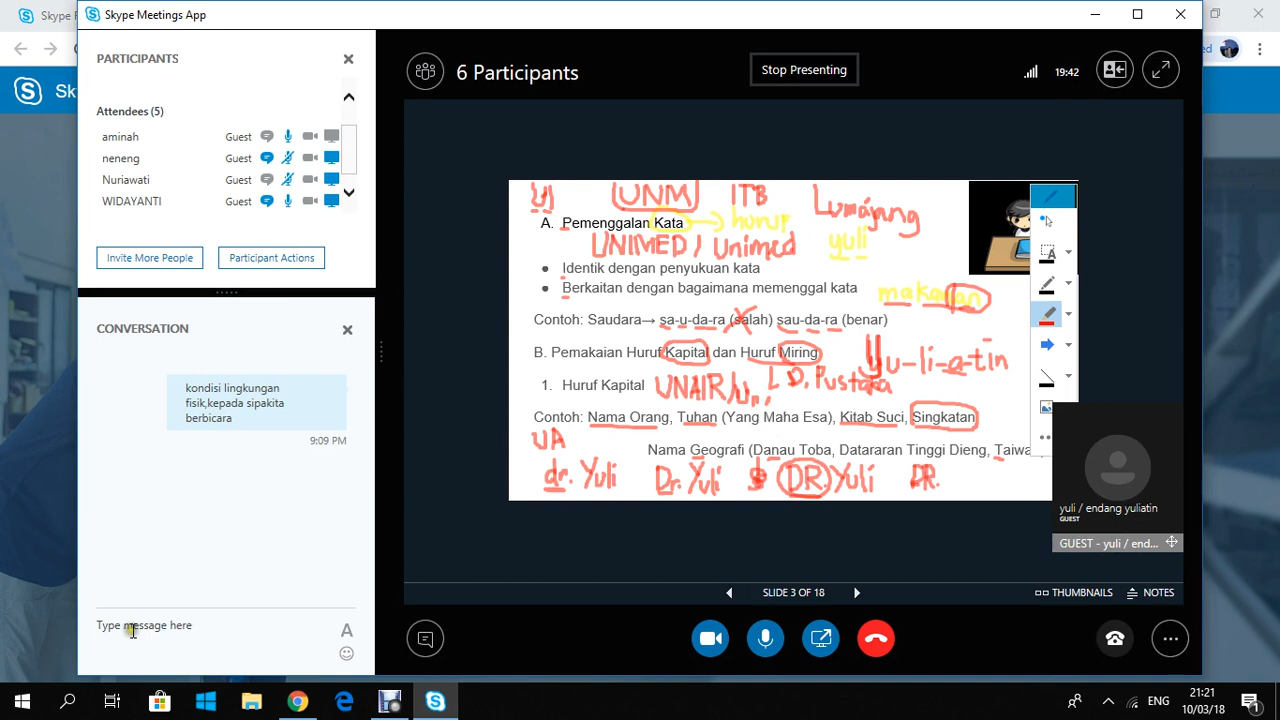 Skype Meetings App
Sk
Sk
PARTICIPANTS
Attendees (5)
aminah Guest
neneng Guest
Nuriawati Guest
WIDAYANTI Guest
Invite More People
Participant Actions
CONVERSATION
kondisi lingkungan
fisik,kepada sipakita
berbicara
9:09 PM
Type message here
A
6 Participants
Stop Presenting
19:42
UNM ITB Lumajang
A. Pemenggalan Kata → huruf
UNIMED / Unimed yuli
● Identik dengan penyukuan kata
● Berkaitan dengan bagaimana memenggal kata
makanan
Contoh: Saudara→ sa-u-da-ra (salah) sau-da-ra (benar)
B. Pemakaian Huruf Kapital dan Huruf Miring
Yu-li-a-tin
1. Huruf Kapital UNAIR/
D. Pustaka
Contoh: Nama Orang, Tuhan (Yang Maha Esa), Kitab Suci, Singkatan
UA
Nama Geografi (Danau Toba, Dataran Tinggi Dieng, Taiwa
dr. Yuli Dr. Yuli DR Yuli DR.
yuli / endang yuliatin
GUEST
GUEST - yuli / end...
SLIDE 3 OF 18
THUMBNAILS
NOTES
ENG
21:21
10/03/18
1